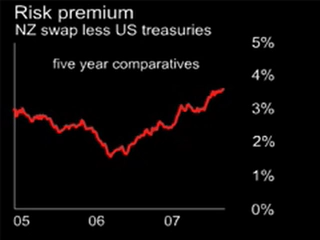 Risk premium
NZ swap less US treasuries
five year comparatives
5%
4%
3%
2%
1%
0%
05 06 07